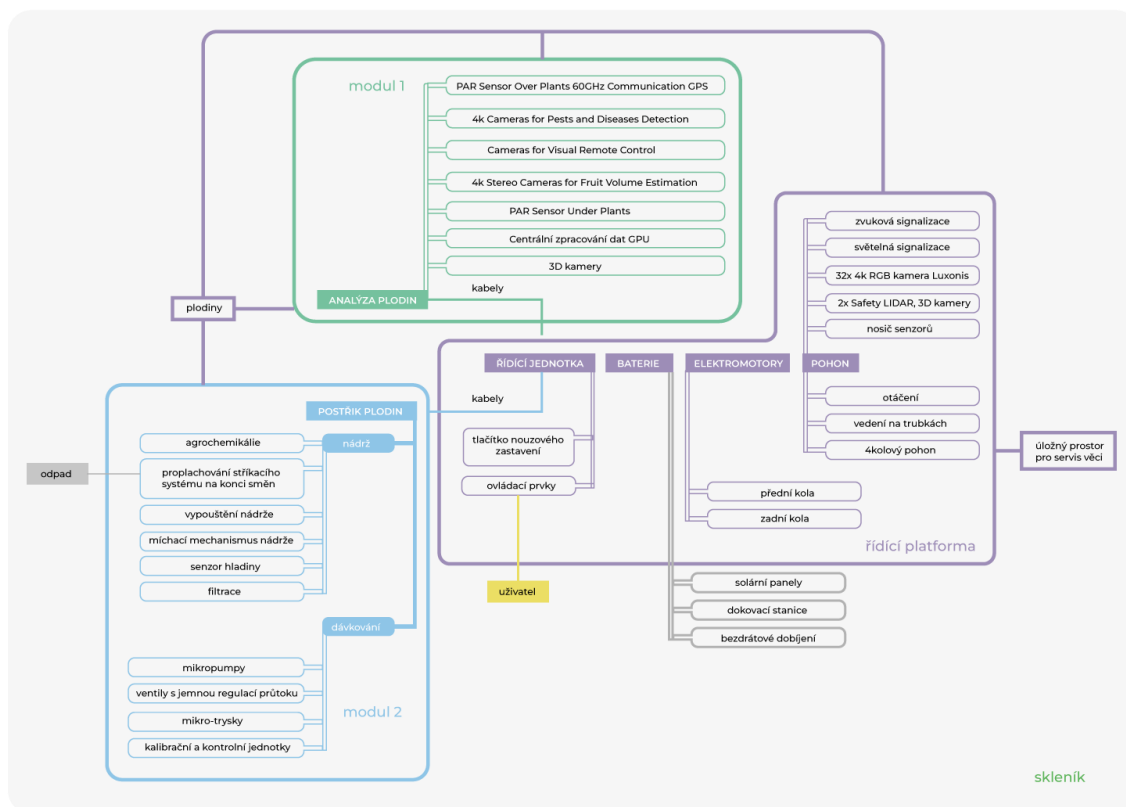 modul 1
PAR Sensor Over Plants 60GHz Communication GPS
4k Cameras for Pests and Diseases Detection
Cameras for Visual Remote Control
4k Stereo Cameras for Fruit Volume Estimation
PAR Sensor Under Plants
Centrální zpracování dat GPU
3D kamery
ANALÝZA PLODIN
kabely
plodiny
zvuková signalizace
světelná signalizace
32x 4k RGB kamera Luxonis
2x Safety LIDAR, 3D kamery
nosič senzorů
ŘÍDÍCÍ JEDNOTKA
BATERIE
ELEKTROMOTORY
POHON
otáčení
vedení na trubkách
4kolový pohon
úložný prostor
pro servis věci
kabely
tlačítko nouzového
zastavení
ovládací prvky
přední kola
zadní kola
řídící platforma
uživatel
solární panely
dokovací stanice
bezdrátové dobíjení
POSTŘIK PLODIN
nádrž
agrochemikálie
odpad
proplachování stříkacího
systému na konci směn
vypouštění nádrže
míchací mechanismus nádrže
senzor hladiny
filtrace
dávkování
mikropumpy
ventily s jemnou regulací průtoku
mikro-trysky
kalibrační a kontrolní jednotky
modul 2
skleník